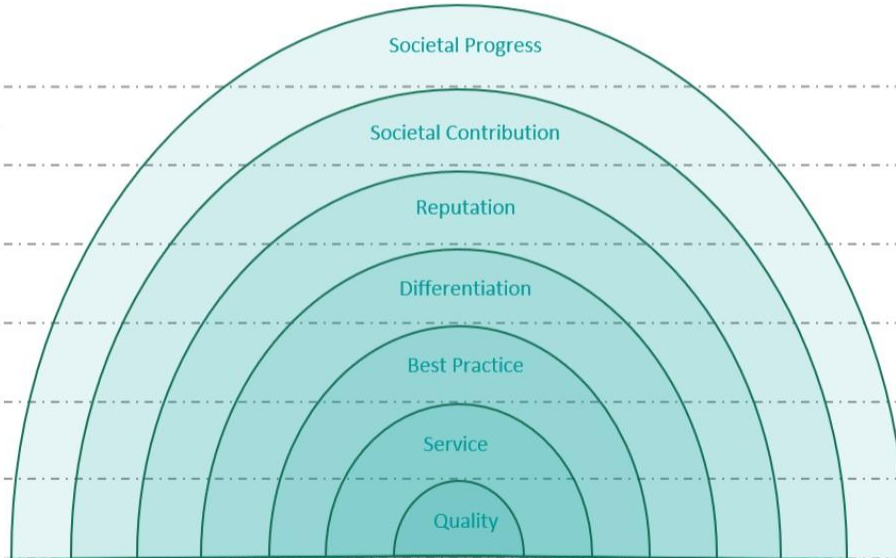 Societal Progress
Societal Contribution
Reputation
Differentiation
Best Practice
Service
Quality